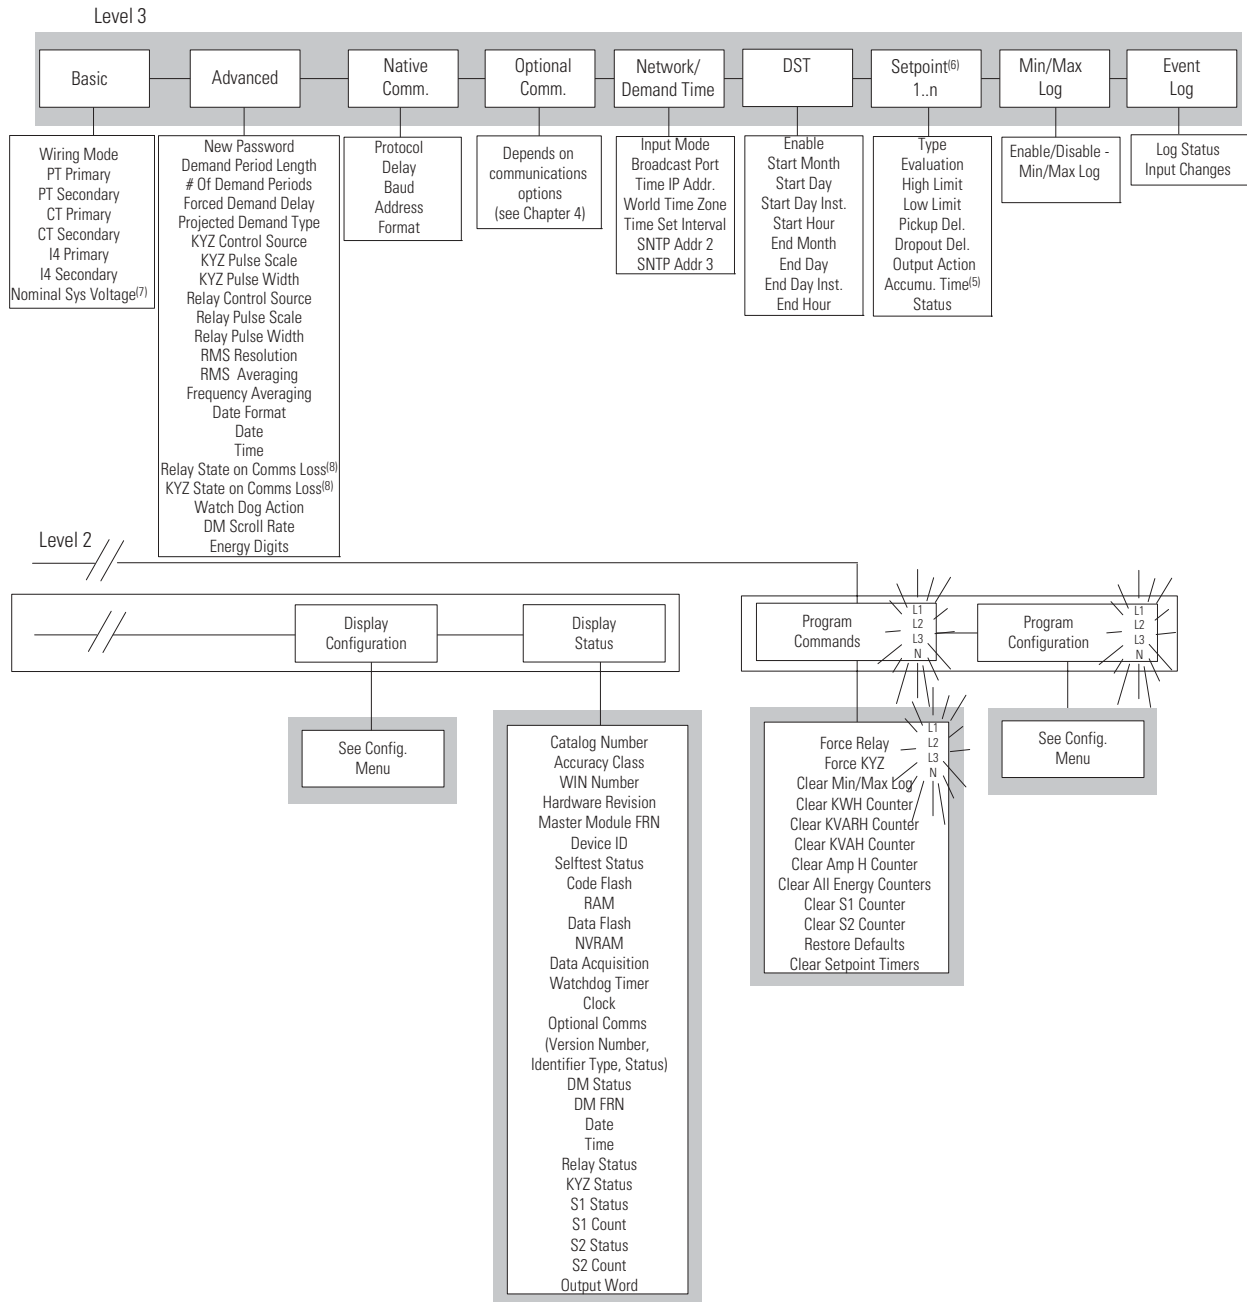 Level 3
Basic
Advanced
Native
Comm.
Optional
Comm.
Network/
Demand Time
DST
Setpoint(6)
1..n
Min/Max
Log
Event
Log
Wiring Mode
PT Primary
PT Secondary
CT Primary
CT Secondary
I4 Primary
I4 Secondary
Nominal Sys Voltage(7)
New Password
Demand Period Length
# Of Demand Periods
Forced Demand Delay
Projected Demand Type
KYZ Control Source
KYZ Pulse Scale
KYZ Pulse Width
Relay Control Source
Relay Pulse Scale
Relay Pulse Width
RMS Resolution
RMS Averaging
Frequency Averaging
Date Format
Date
Time
Relay State on Comms Loss(8)
KYZ State on Comms Loss(8)
Watch Dog Action
DM Scroll Rate
Energy Digits
Protocol
Delay
Baud
Address
Format
Depends on
communications
options
(see Chapter 4)
Input Mode
Broadcast Port
Time IP Addr.
World Time Zone
Time Set Interval
SNTP Addr 2
SNTP Addr 3
Enable
Start Month
Start Day
Start Day Inst.
Start Hour
End Month
End Day
End Day Inst.
End Hour
Type
Evaluation
High Limit
Low Limit
Pickup Del.
Dropout Del.
Output Action
Accumu. Time(5)
Status
Enable/Disable -
Min/Max Log
Log Status
Input Changes
Level 2
Display
Configuration
Display
Status
Program
Commands
L1
L2
L3
N
Program
Configuration
L1
L2
L3
N
See Config.
Menu
Catalog Number
Accuracy Class
WIN Number
Hardware Revision
Master Module FRN
Device ID
Selftest Status
Code Flash
RAM
Data Flash
NVRAM
Data Acquisition
Watchdog Timer
Clock
Optional Comms
(Version Number,
Identifier Type, Status)
DM Status
DM FRN
Date
Time
Relay Status
KYZ Status
S1 Status
S1 Count
S2 Status
S2 Count
Output Word
Force Relay
Force KYZ
Clear Min/Max Log
Clear KWH Counter
Clear KVARH Counter
Clear KVAH Counter
Clear Amp H Counter
Clear All Energy Counters
Clear S1 Counter
Clear S2 Counter
Restore Defaults
Clear Setpoint Timers
L1
L2
L3
N
See Config.
Menu